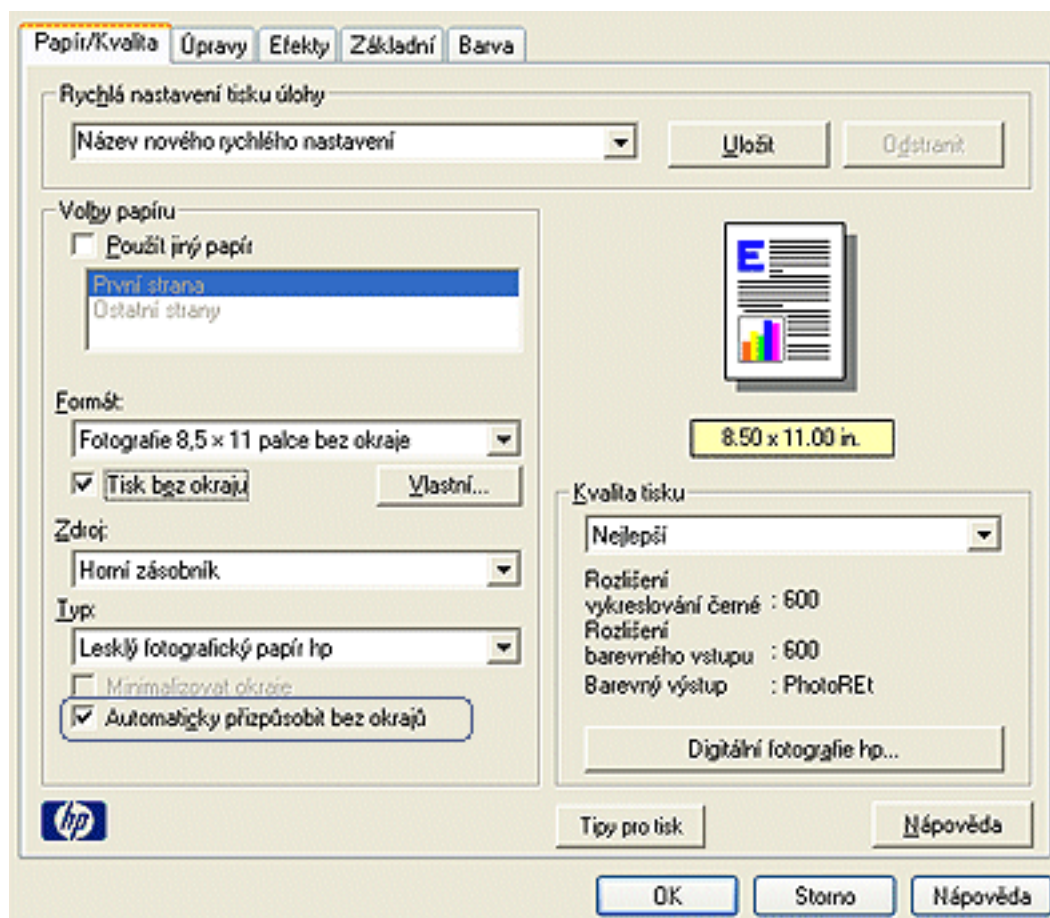 Papír/Kvalita Úpravy Efekty Základní Barva
Rychlá nastavení tisku úlohy
Název nového rychlého nastavení Uložit Odstranit
Volby papíru
Použít jiný papír
První strana
Ostatní strany
E
Formát:
Fotografie 8,5 × 11 palce bez okraje
8.50 x 11.00 in.
Tisk bez okraju Vlastní...
Kvalita tisku
Nejlepší
Zdroj:
Horní zásobník
Rozlišení
vykreslování černé : 600
Rozlišení
barevného vstupu : 600
Barevný výstup : PhotoREt
Typ:
Lesklý fotografický papír hp
Minimalizovat okraje
Automaticky přizpůsobit bez okrajů
Digitální fotografie hp...
hp
Tipy pro tisk Nápověda
OK Storno Nápověda